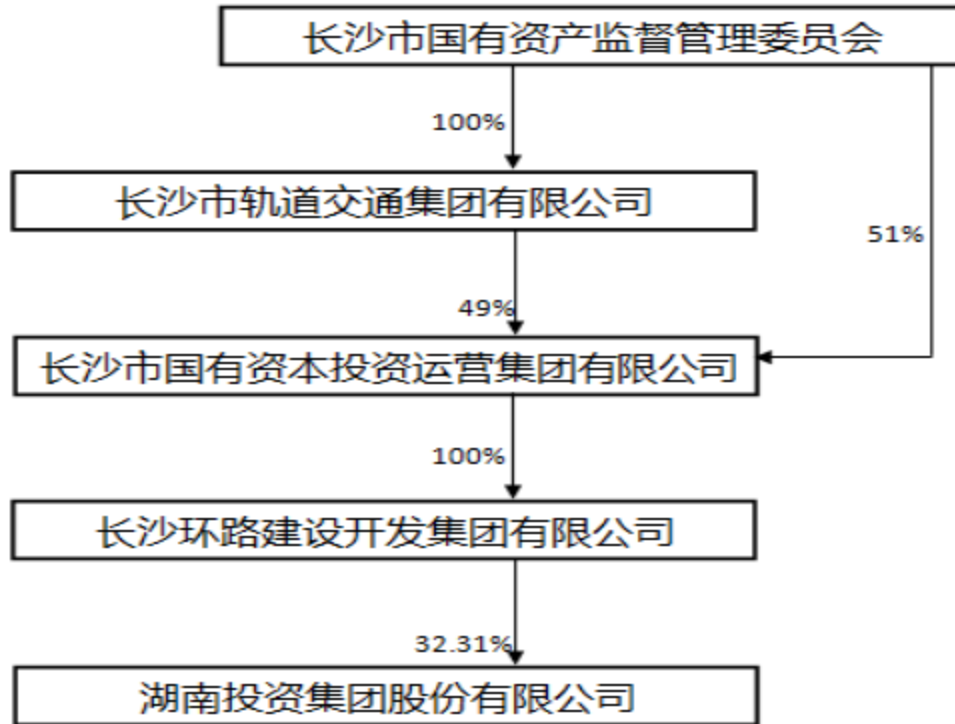 长沙市国有资产监督管理委员会
100%
长沙市轨道交通集团有限公司
51%
49%
长沙市国有资本投资运营集团有限公司
100%
长沙环路建设开发集团有限公司
32.31%
湖南投资集团股份有限公司